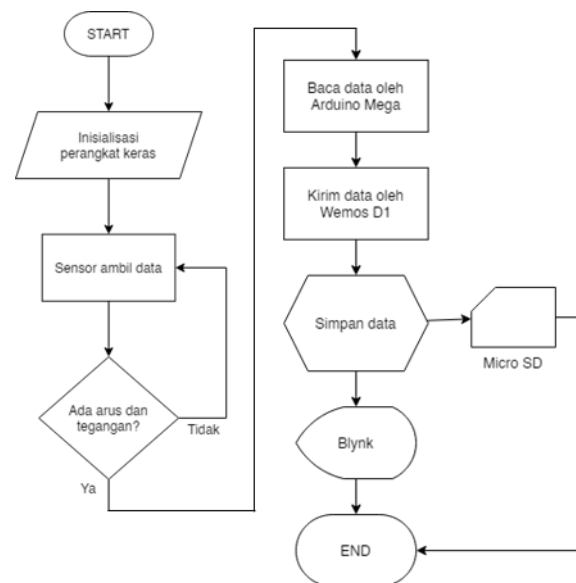 START
Inisialisasi
perangkat keras
Sensor ambil data
Ada arus dan
tegangan?
Tidak
Ya
Baca data oleh
Arduino Mega
Kirim data oleh
Wemos D1
Simpan data
Micro SD
Blynk
END